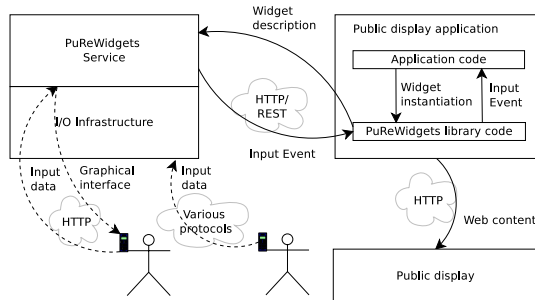 PuReWidgets
Service
I/O Infrastructure
Widget
description
HTTP/
REST
Input Event
Public display application
Application code
Widget
instantiation
Input
Event
PuReWidgets library code
Input
data
Graphical
interface
HTTP
Input
data
Various
protocols
HTTP
Web content
Public display